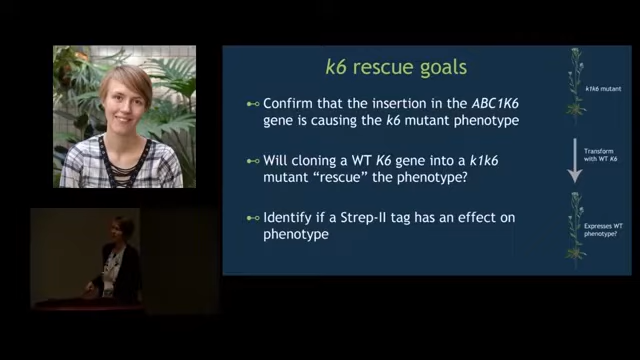 k6 rescue goals
Confirm that the insertion in the ABC1K6
gene is causing the k6 mutant phenotype
Will cloning a WT K6 gene into a k1k6
mutant “rescue” the phenotype?
Identify if a Strep-II tag has an effect on
phenotype
k1k6 mutant
Transform
with WT K6
Expresses WT
phenotype?